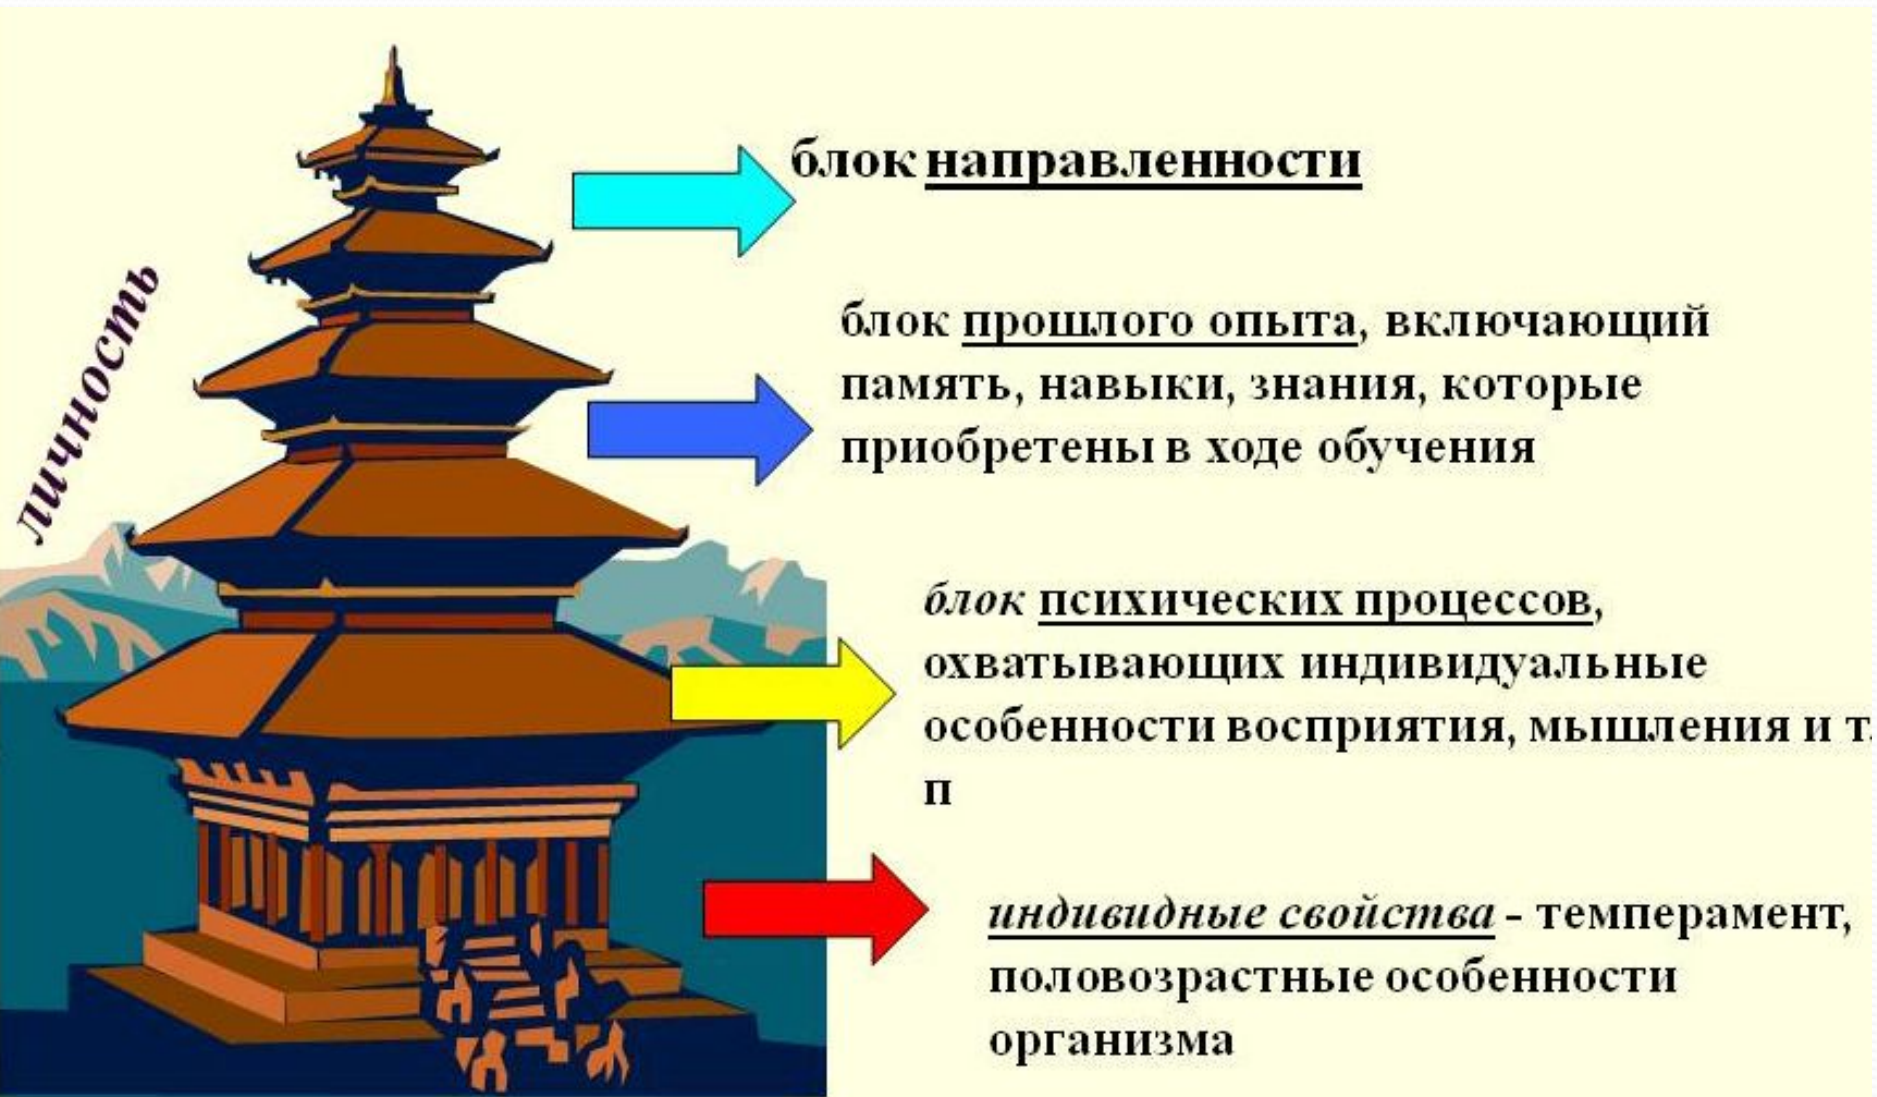 личность
блок направленности
блок прошлого опыта, включающий
память, навыки, знания, которые
приобретены в ходе обучения
блок психических процессов,
охватывающих индивидуальные
особенности восприятия, мышления и т.
п
индивидные свойства - темперамент,
половозрастные особенности
организма